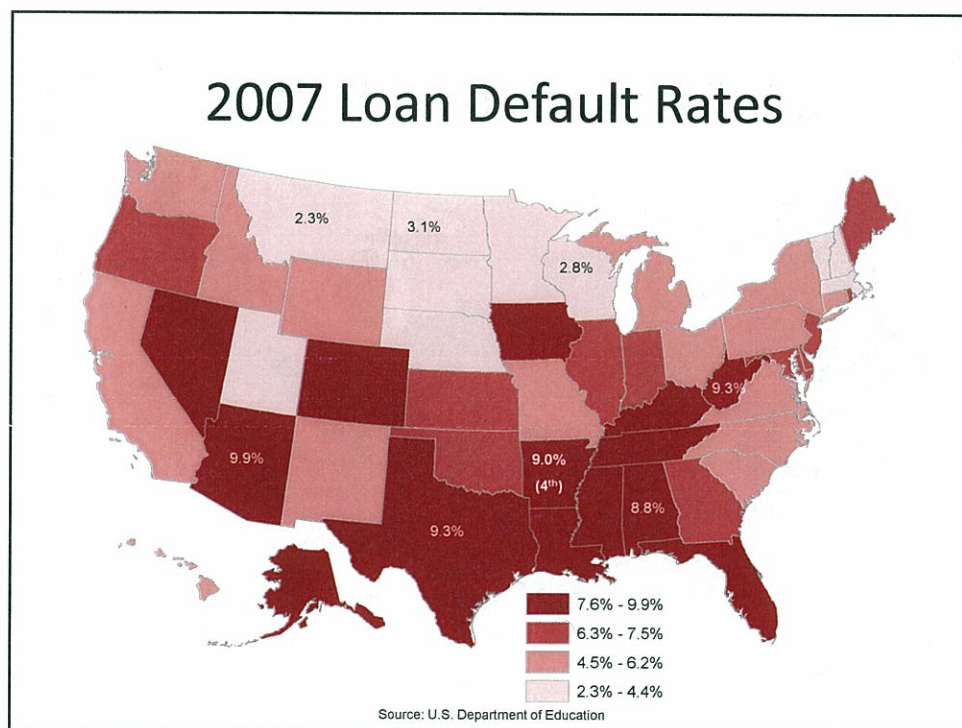 2007 Loan Default Rates
2.3%
3.1%
2.8%
9.3%
9.9%
9.0%
(4th)
8.8%
9.3%
7.6% - 9.9%
6.3% - 7.5%
4.5% - 6.2%
2.3% - 4.4%
Source: U.S. Department of Education